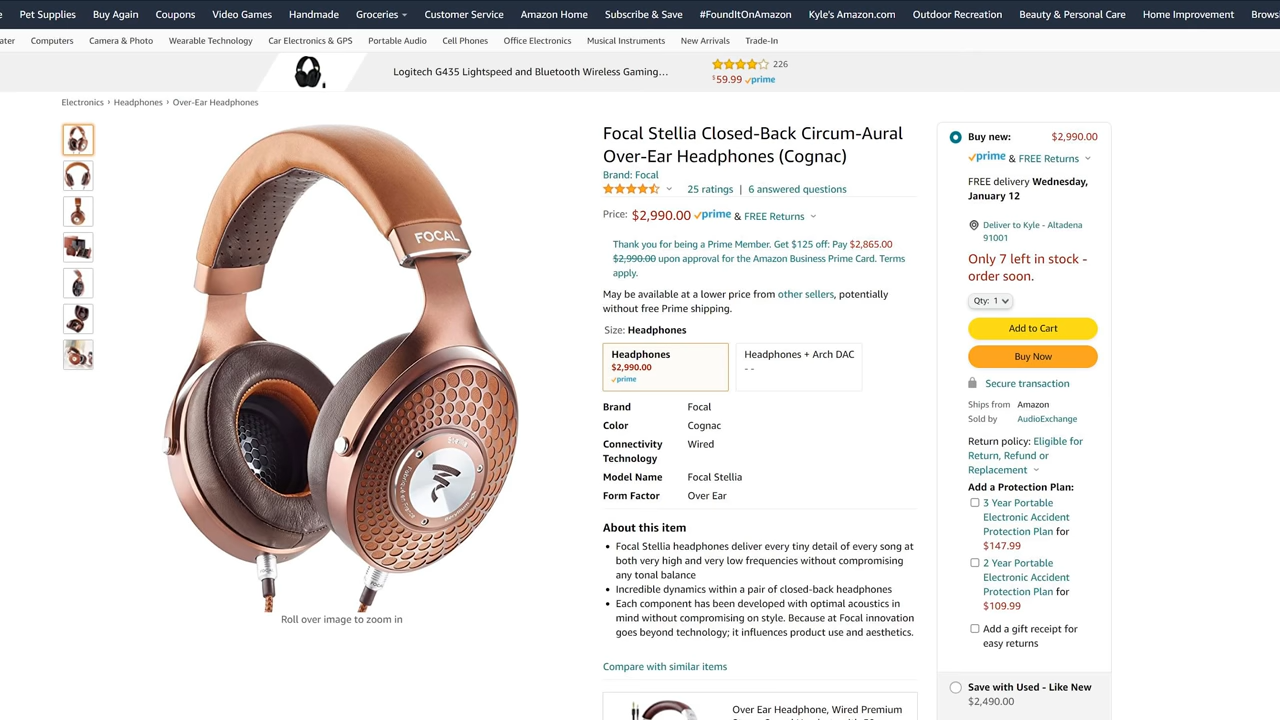 Pet Supplies Buy Again Coupons Video Games Handmade Groceries Customer Service Amazon Home Subscribe & Save #FoundItOnAmazon Kyle's Amazon.com Outdoor Recreation Beauty & Personal Care Home Improvement Brows
ater Computers Camera & Photo Wearable Technology Car Electronics & GPS Portable Audio Cell Phones Office Electronics Musical Instruments New Arrivals Trade-In
Logitech G435 Lightspeed and Bluetooth Wireless Gaming…
226
$59.99 prime
Electronics › Headphones › Over-Ear Headphones
FOCAL
Stellia
Roll over image to zoom in
Focal Stellia Closed-Back Circum-Aural
Over-Ear Headphones (Cognac)
Brand: Focal
25 ratings | 6 answered questions
Price: $2,990.00 prime & FREE Returns
Thank you for being a Prime Member. Get $125 off: Pay $2,865.00
$2,990.00 upon approval for the Amazon Business Prime Card. Terms
apply.
May be available at a lower price from other sellers, potentially
without free Prime shipping.
Size: Headphones
Headphones
$2,990.00
prime
Headphones + Arch DAC
- -
Brand Focal
Color Cognac
Connectivity Wired
Technology
Model Name Focal Stellia
Form Factor Over Ear
About this item
• Focal Stellia headphones deliver every tiny detail of every song at
both very high and very low frequencies without compromising
any tonal balance
• Incredible dynamics within a pair of closed-back headphones
• Each component has been developed with optimal acoustics in
mind without compromising on style. Because at Focal innovation
goes beyond technology; it influences product use and aesthetics.
Compare with similar items
Over Ear Headphone, Wired Premium
Buy new: $2,990.00
prime & FREE Returns
FREE delivery Wednesday,
January 12
Deliver to Kyle - Altadena
91001
Only 7 left in stock -
order soon.
Qty: 1
Add to Cart
Buy Now
Secure transaction
Ships from Amazon
Sold by AudioExchange
Return policy: Eligible for
Return, Refund or
Replacement
Add a Protection Plan:
3 Year Portable
Electronic Accident
Protection Plan for
$147.99
2 Year Portable
Electronic Accident
Protection Plan for
$109.99
Add a gift receipt for
easy returns
Save with Used - Like New
$2,490.00